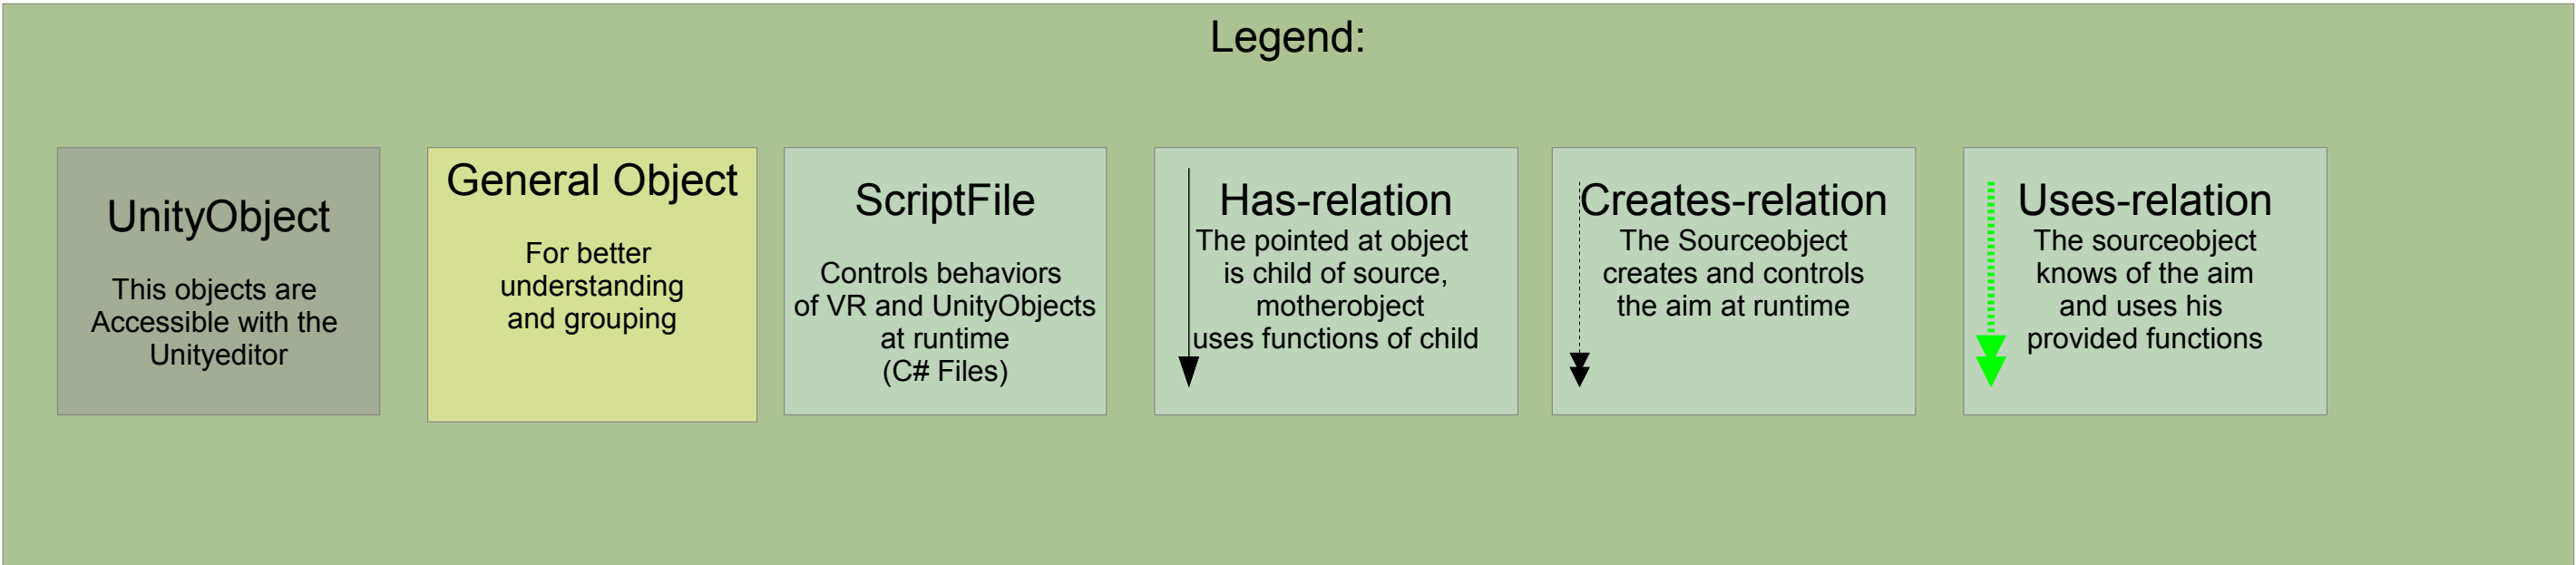 Legend:
UnityObject
This objects are
Accessible with the
Unityeditor
General Object
For better
understanding
and grouping
ScriptFile
Controls behaviors
of VR and UnityObjects
at runtime
(C# Files)
Has-relation
The pointed at object
is child of source,
motherobject
uses functions of child
Creates-relation
The Sourceobject
creates and controls
the aim at runtime
Uses-relation
The sourceobject
knows of the aim
and uses his
provided functions